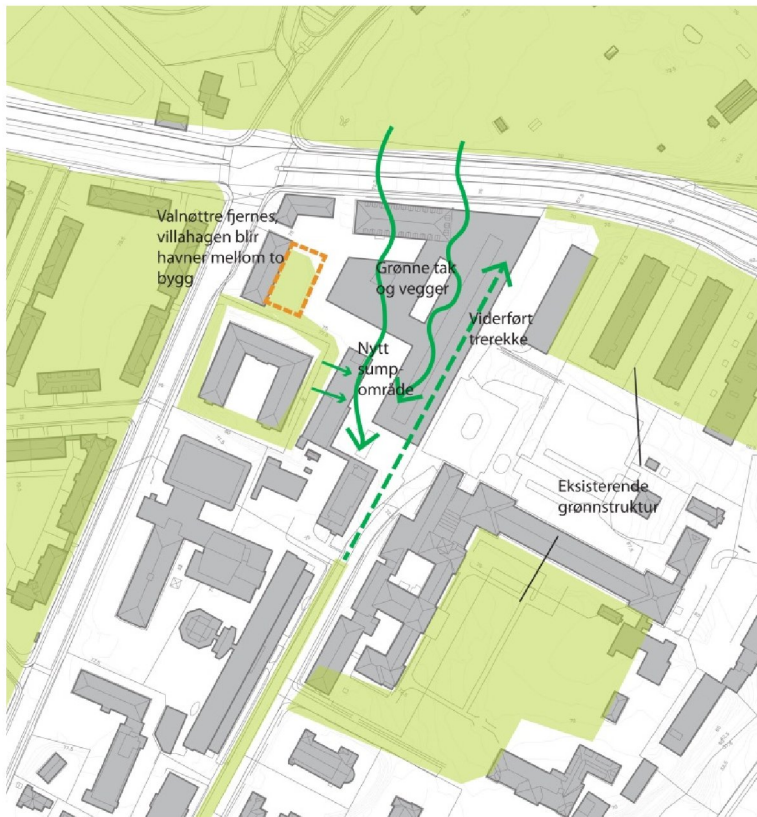 Valnøttre fjernes,
villahagen blir
havner mellom to
bygg
Grønne tak
og vegger
Viderført
trerekke
Nytt
sump-
område
Eksisterende
grønnstruktur